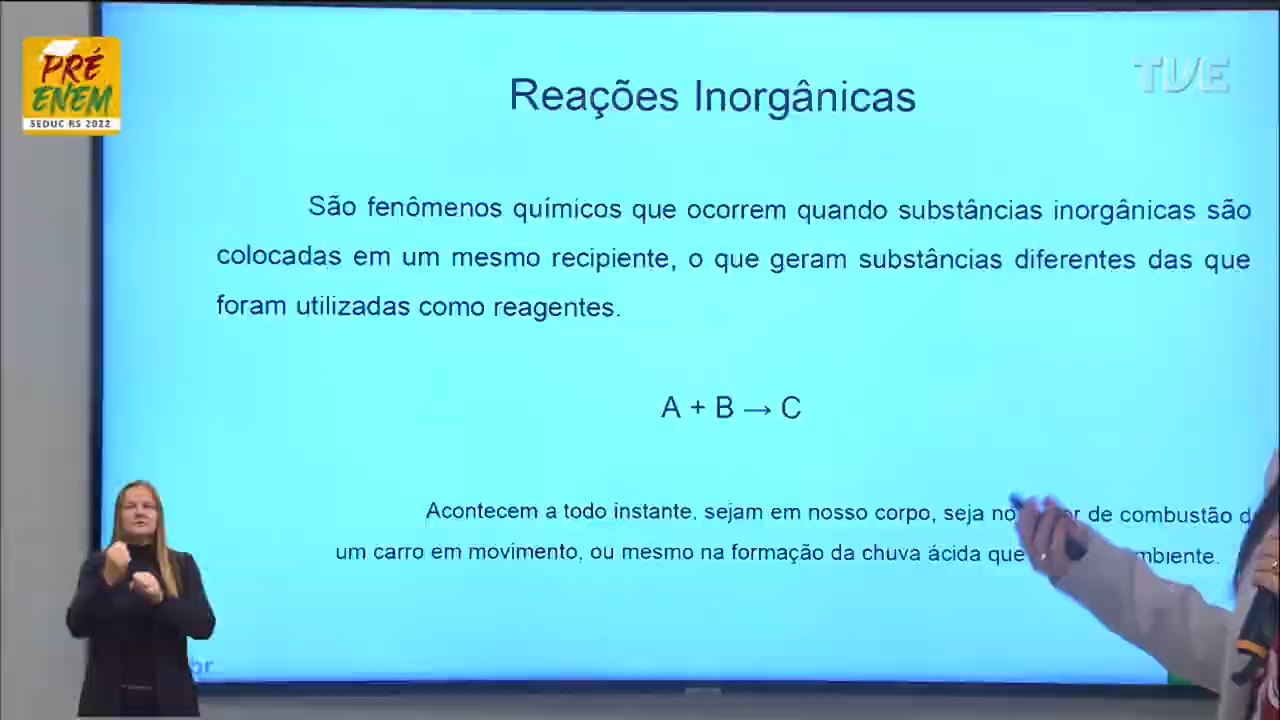 PRÉ
ENEM
SEDUC RS 2022
TVE
Reações Inorgânicas
São fenômenos químicos que ocorrem quando substâncias inorgânicas são
colocadas em um mesmo recipiente, o que geram substâncias diferentes das que
foram utilizadas como reagentes.
A + B → C
Acontecem a todo instante, sejam em nosso corpo, seja no de combustão
um carro em movimento, ou mesmo na formação da chuva ácida que
br